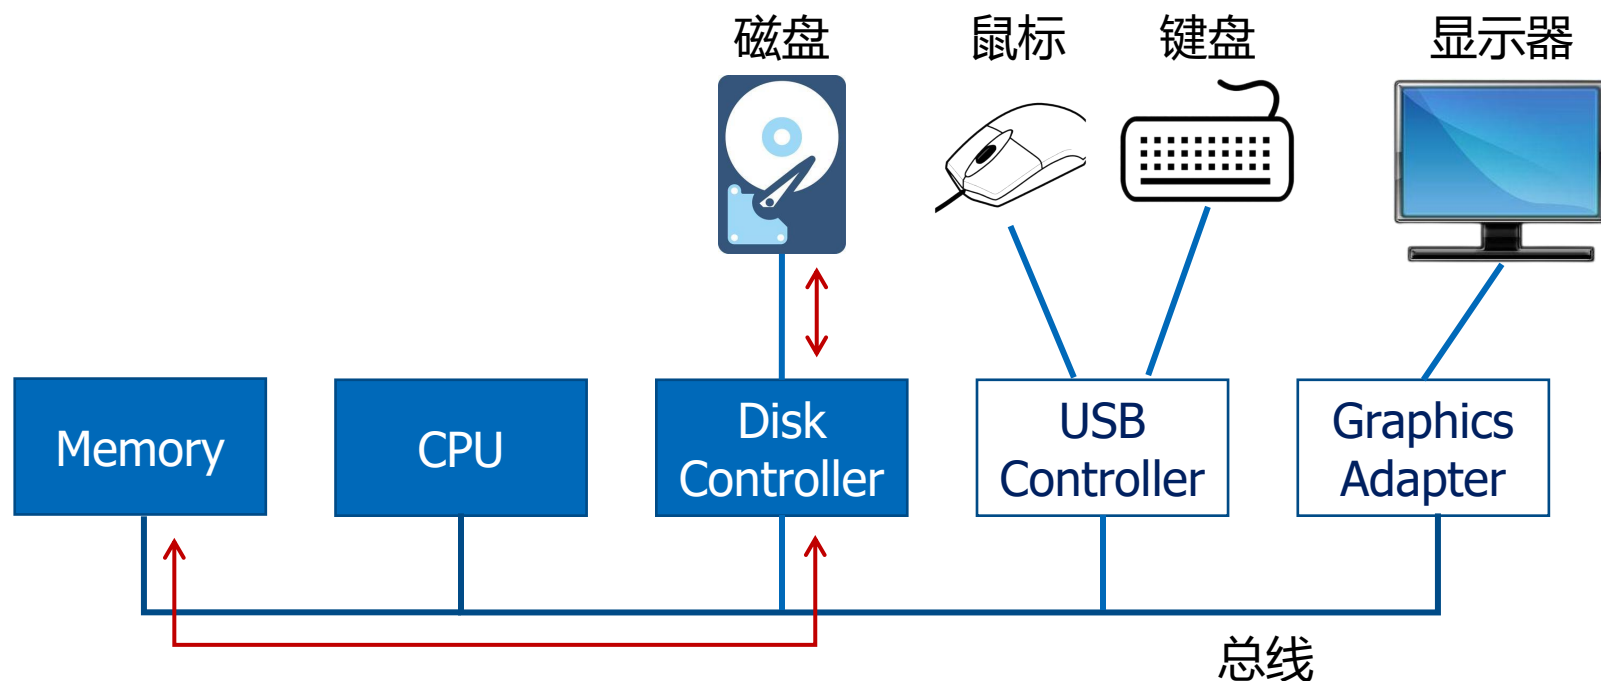 磁盘
鼠标
键盘
显示器
Memory
CPU
Disk
Controller
USB
Controller
Graphics
Adapter
总线